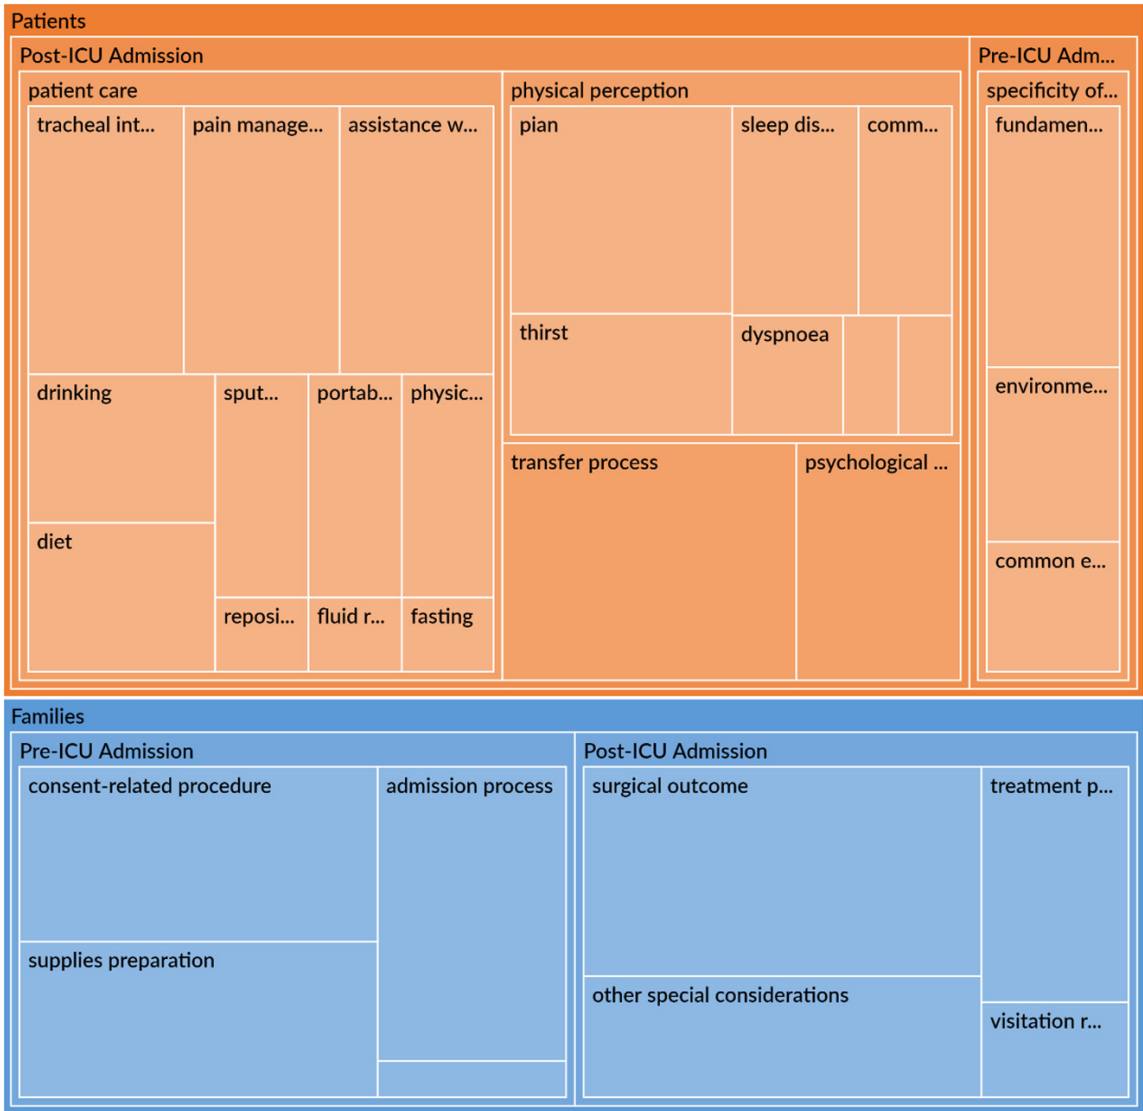 Patients
Post-ICU Admission
Pre-ICU Adm...
patient care
physical perception
specificity of...
tracheal int...
pain manage...
assistance w...
pian
sleep dis...
comm...
fundamen...
thirst
dyspnoea
drinking
sput...
portab...
physic...
environme...
transfer process
psychological ...
diet
common e...
reposi...
fluid r...
fasting
Families
Pre-ICU Admission
Post-ICU Admission
consent-related procedure
admission process
surgical outcome
treatment p...
supplies preparation
other special considerations
visitation r...